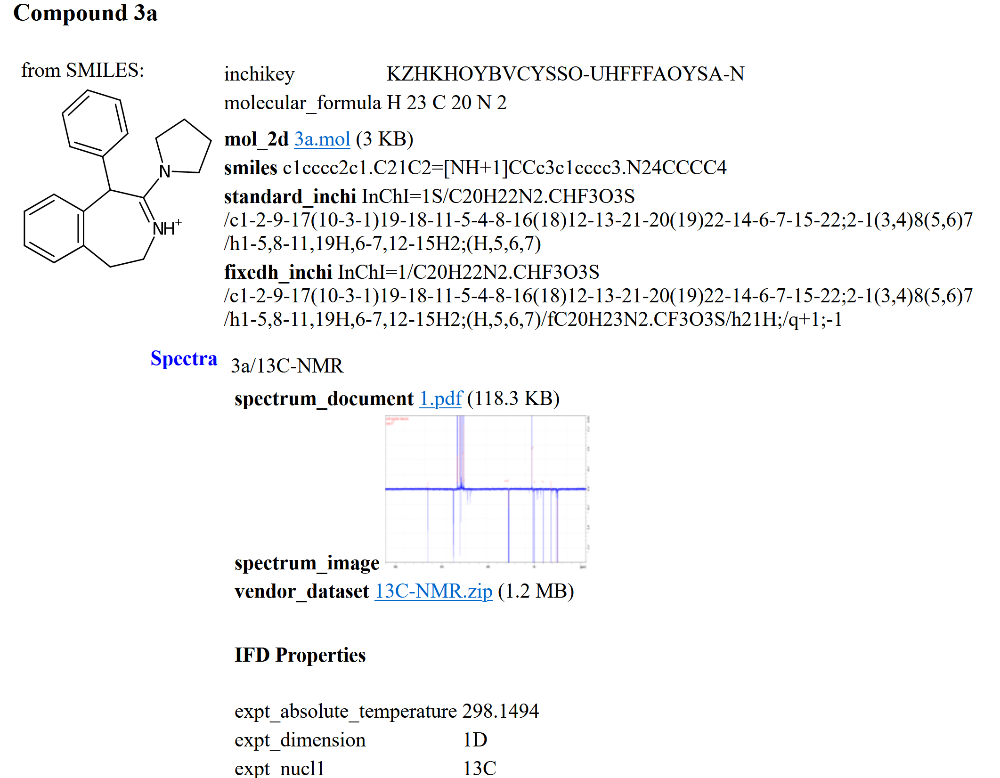 Compound 3a
from SMILES:
N
NH+
inchikey KZHKHOYBVCYSSO-UHFFFAOYSA-N
molecular_formula H 23 C 20 N 2
mol_2d 3a.mol (3 KB)
smiles c1cccc2c1.C21C2=[NH+1]CCc3c1cccc3.N24CCCC4
standard_inchi InChI=1S/C20H22N2.CHF3O3S
/c1-2-9-17(10-3-1)19-18-11-5-4-8-16(18)12-13-21-20(19)22-14-6-7-15-22;2-1(3,4)8(5,6)7
/h1-5,8-11,19H,6-7,12-15H2;(H,5,6,7)
fixedh_inchi InChI=1/C20H22N2.CHF3O3S
/c1-2-9-17(10-3-1)19-18-11-5-4-8-16(18)12-13-21-20(19)22-14-6-7-15-22;2-1(3,4)8(5,6)7
/h1-5,8-11,19H,6-7,12-15H2;(H,5,6,7)/fC20H23N2.CF3O3S/h21H;/q+1;-1
Spectra 3a/13C-NMR
spectrum_document 1.pdf (118.3 KB)
spectrum_image
vendor_dataset 13C-NMR.zip (1.2 MB)
IFD Properties
expt_absolute_temperature 298.1494
expt_dimension 1D
expt_nucl1 13C